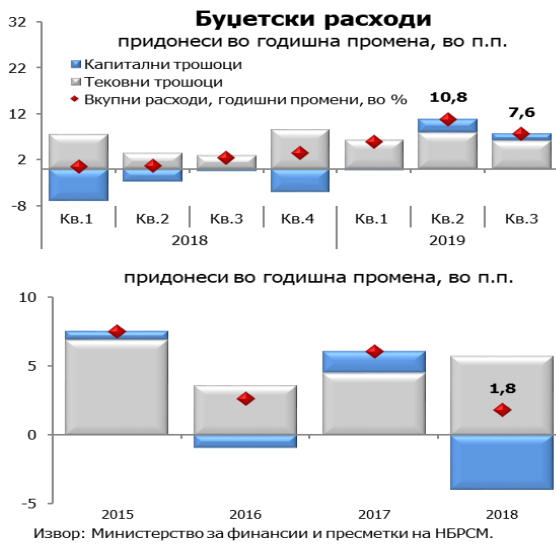 Буџетски расходи
придонеси во годишна промена, во п.п.
32
22
12
2
-8
Капитални трошоци
Тековни трошоци
Вкупни расходи, годишни промени, во %
10,8
7,6
Кв.1 Кв.2 Кв.3 Кв.4 Кв.1 Кв.2 Кв.3
2018 2019
придонеси во годишна промена, во п.п.
10
5
0
-5
1,8
2015 2016 2017 2018
Извор: Министерство за финансии и пресметки на НБРСМ.